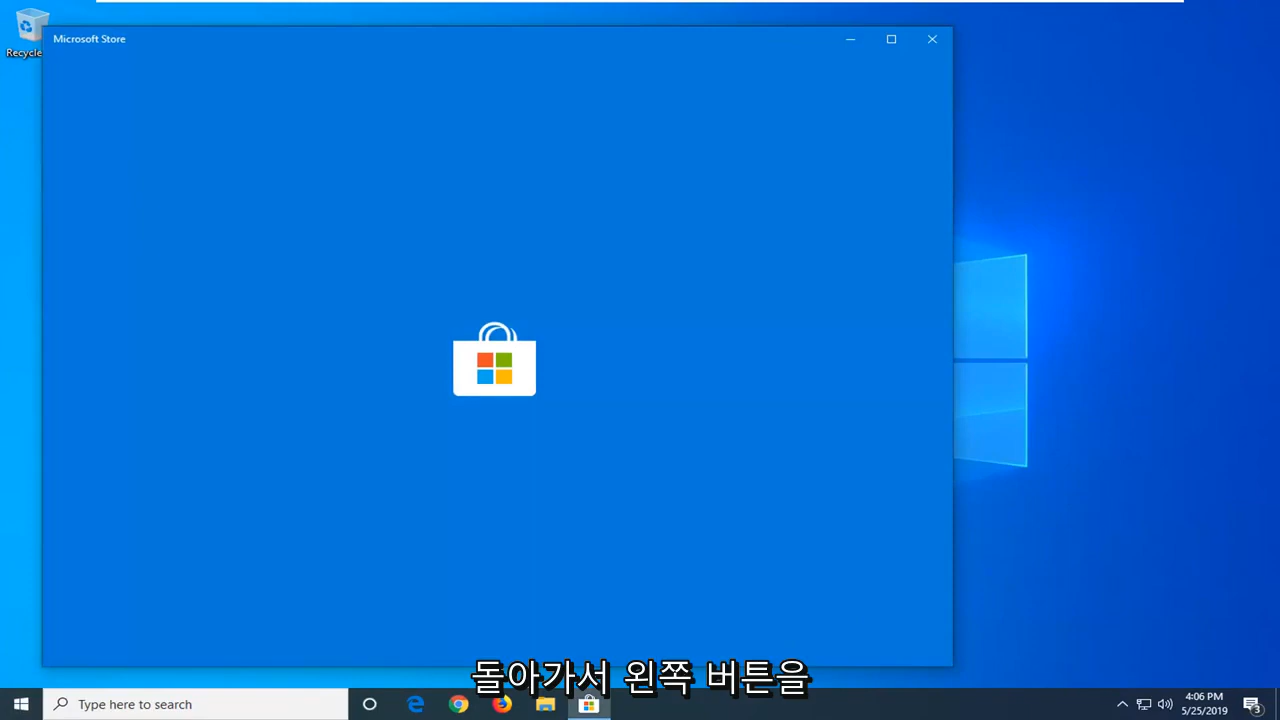 Microsoft Store
Recycle
돌아가서 왼쪽 버튼을
Type here to search
4:06 PM
5/25/2019
3